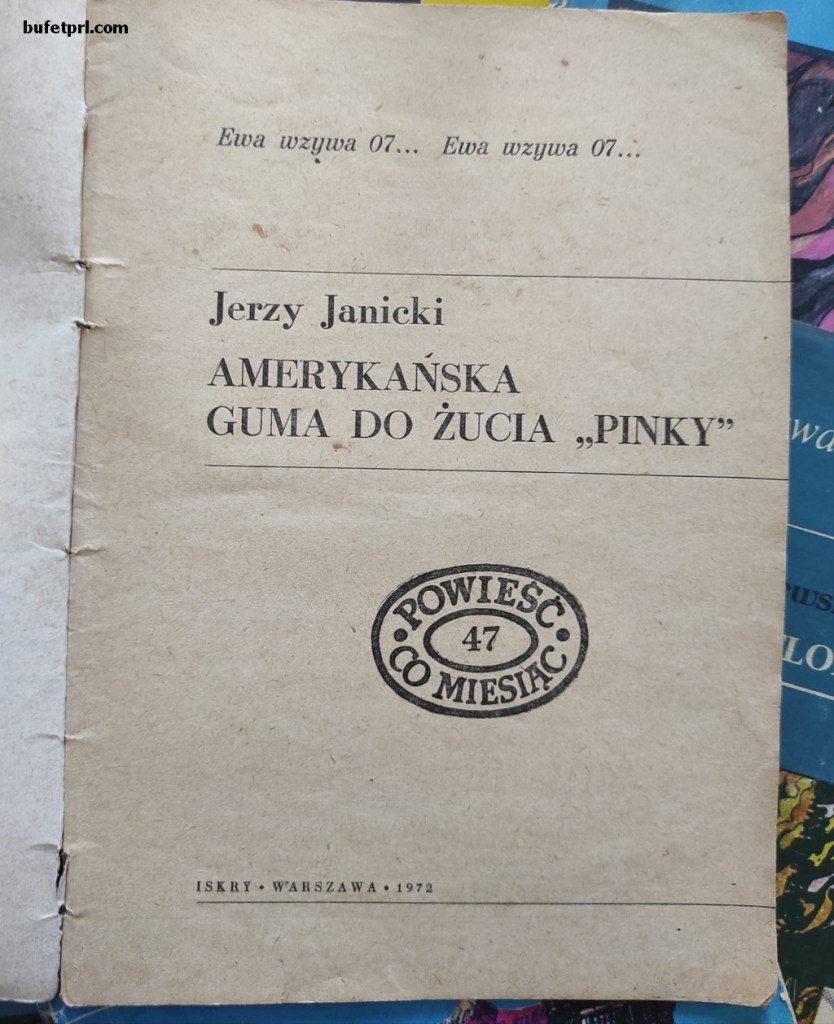 bufetprl.com
Ewa wzywa 07... Ewa wzywa 07...
Jerzy Janicki
AMERYKAŃSKA
GUMA DO ŻUCIA „PINKY”
POWIEŚĆ
47
CO MIESIĄC
ISKRY • WARSZAWA • 1972